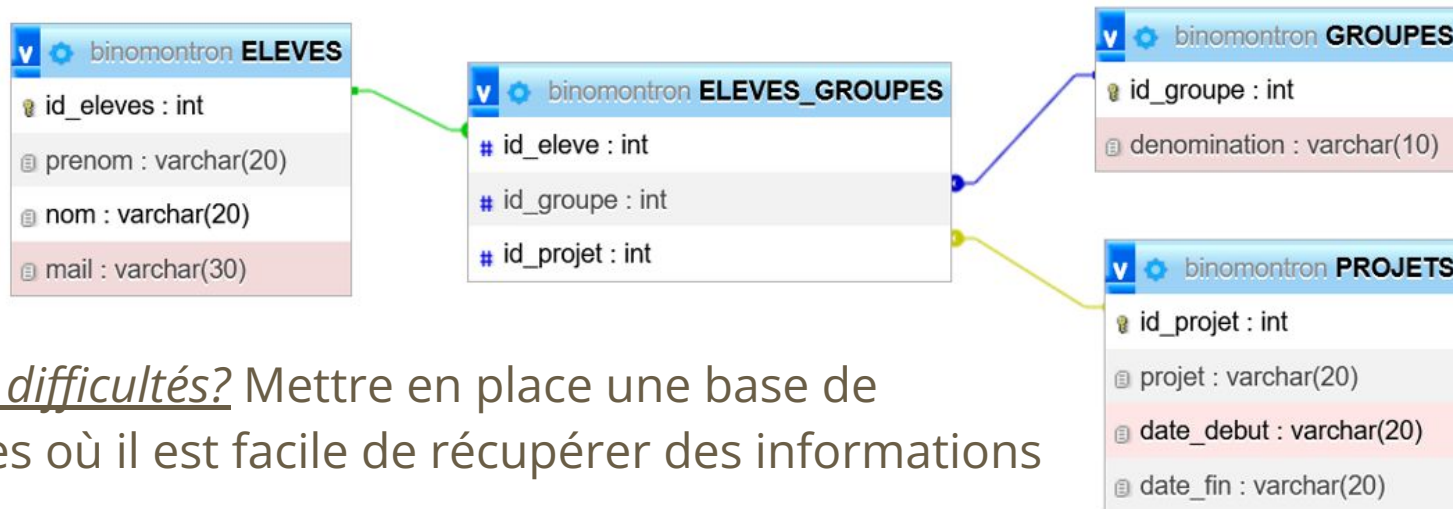 binomontron ELEVES
id_eleves : int
prenom : varchar(20)
nom : varchar(20)
mail : varchar(30)
binomontron ELEVES_GROUPES
id_eleve : int
id_groupe : int
id_projet : int
binomontron GROUPES
id_groupe : int
denomination : varchar(10)
binomontron PROJETS
id_projet : int
projet : varchar(20)
date_debut : varchar(20)
date_fin : varchar(20)
difficultés? Mettre en place une base de
es où il est facile de récupérer des informations